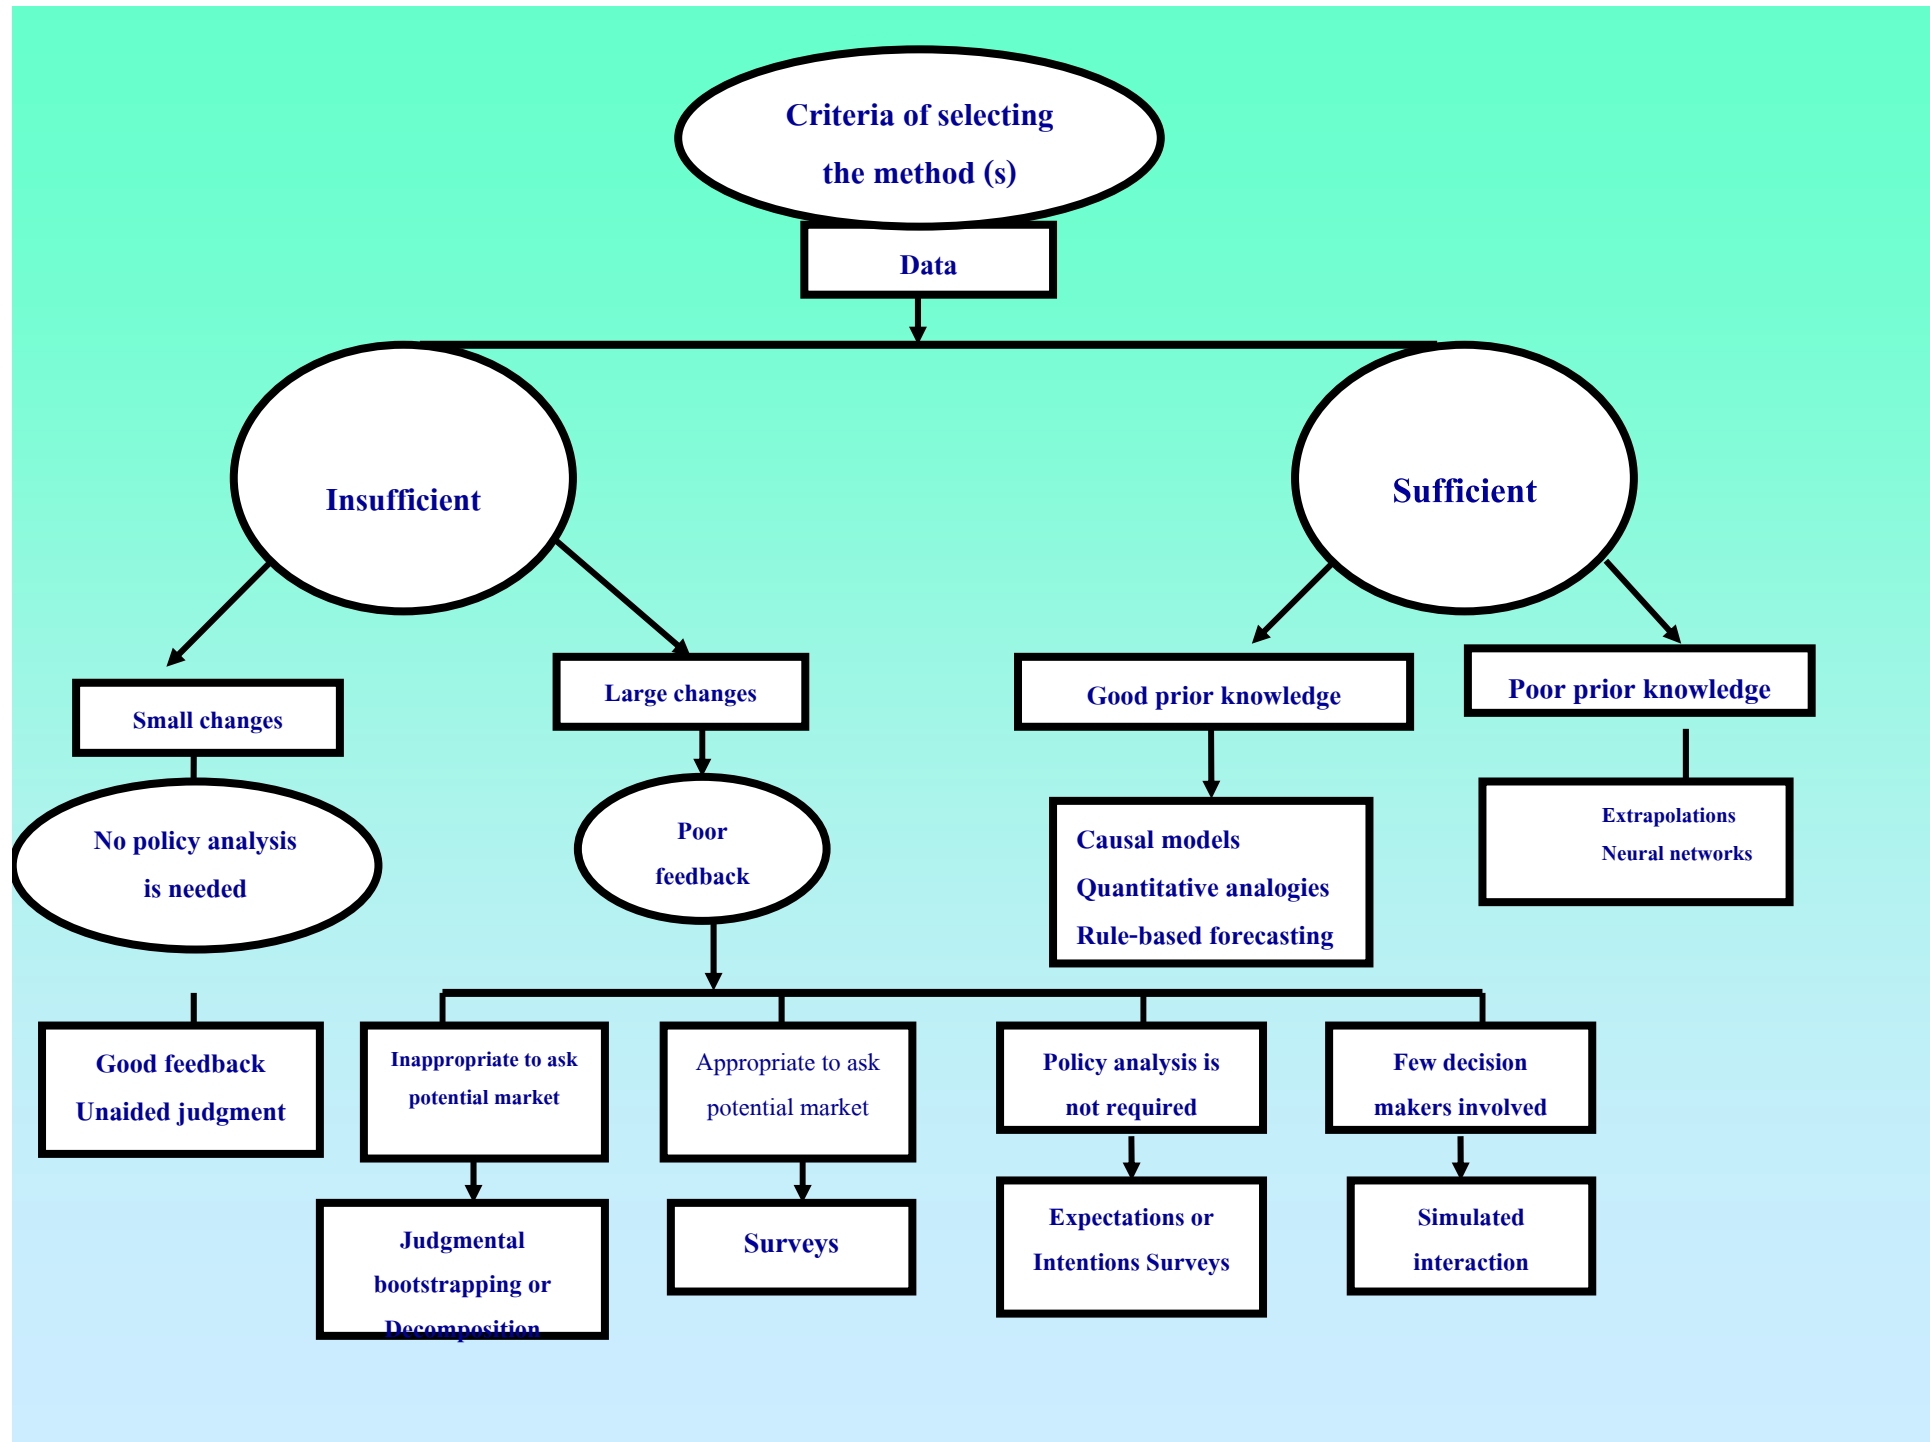 Criteria of selecting
the method (s)
Data
Insufficient
Sufficient
Small changes
Large changes
Good prior knowledge
Poor prior knowledge
No policy analysis
is needed
Poor
feedback
Causal models
Quantitative analogies
Rule-based forecasting
Extrapolations
Neural networks
Good feedback
Unaided judgment
Inappropriate to ask
potential market
Appropriate to ask
potential market
Policy analysis is
not required
Few decision
makers involved
Judgmental
bootstrapping or
Decomposition
Surveys
Expectations or
Intentions Surveys
Simulated
interaction